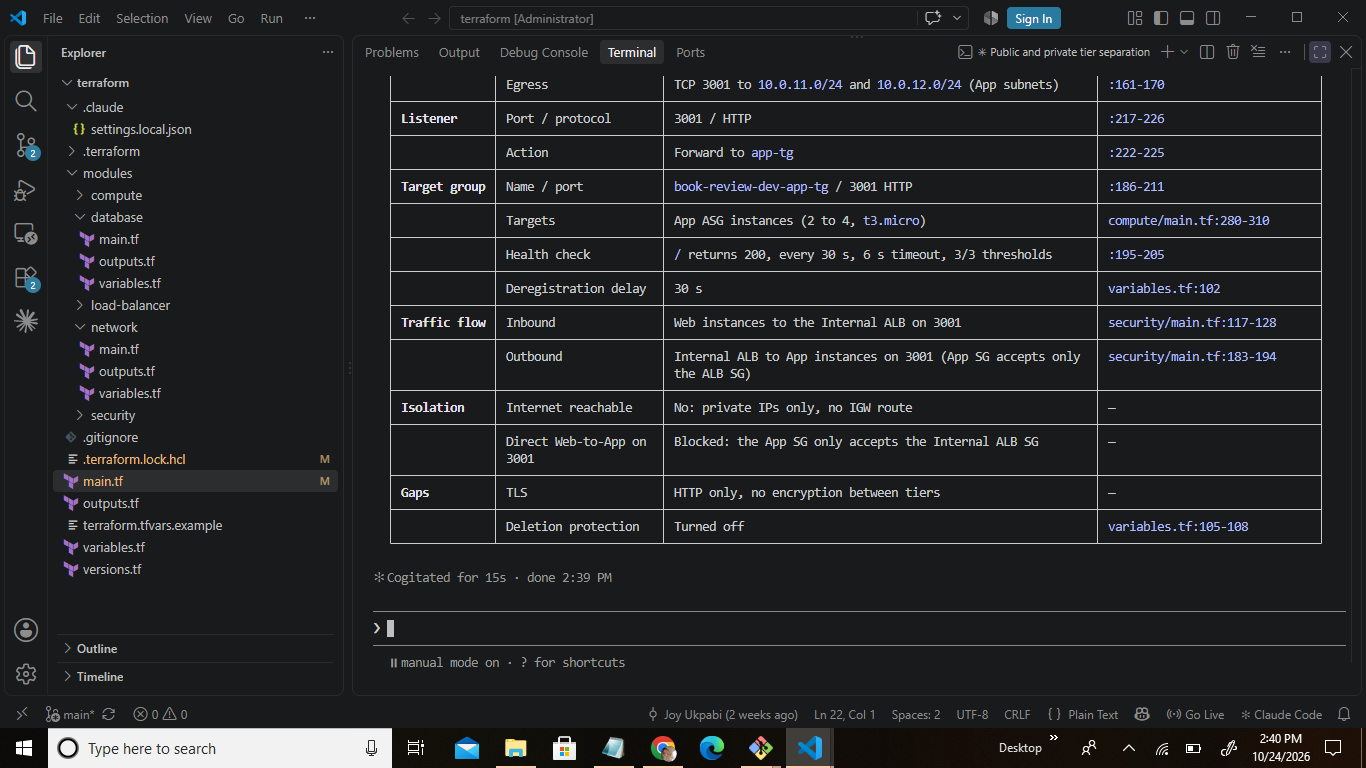 File Edit Selection View Go Run ···
terraform [Administrator]
Sign In
Explorer ···
terraform
.claude
{} settings.local.json
.terraform
modules
compute
database
main.tf
outputs.tf
variables.tf
load-balancer
network
main.tf
outputs.tf
variables.tf
security
.gitignore
.terraform.lock.hcl M
main.tf M
outputs.tf
terraform.tfvars.example
variables.tf
versions.tf
Outline
Timeline
2
2
Problems Output Debug Console Terminal Ports
Public and private tier separation
Egress TCP 3001 to 10.0.11.0/24 and 10.0.12.0/24 (App subnets) :161-170
Listener Port / protocol 3001 / HTTP :217-226
Action Forward to app-tg :222-225
Target group Name / port book-review-dev-app-tg / 3001 HTTP :186-211
Targets App ASG instances (2 to 4, t3.micro) compute/main.tf:280-310
Health check / returns 200, every 30 s, 6 s timeout, 3/3 thresholds :195-205
Deregistration delay 30 s variables.tf:102
Traffic flow Inbound Web instances to the Internal ALB on 3001 security/main.tf:117-128
Outbound Internal ALB to App instances on 3001 (App SG accepts only security/main.tf:183-194
the ALB SG)
Isolation Internet reachable No: private IPs only, no IGW route —
Direct Web-to-App on Blocked: the App SG only accepts the Internal ALB SG —
3001
Gaps TLS HTTP only, no encryption between tiers —
Deletion protection Turned off variables.tf:105-108
✻ Cogitated for 15s · done 2:39 PM
❯
⏸ manual mode on · ? for shortcuts
main* 0 0 Joy Ukpabi (2 weeks ago) Ln 22, Col 1 Spaces: 2 UTF-8 CRLF {} Plain Text Go Live Claude Code
Type here to search
Desktop
2:40 PM
10/24/2026